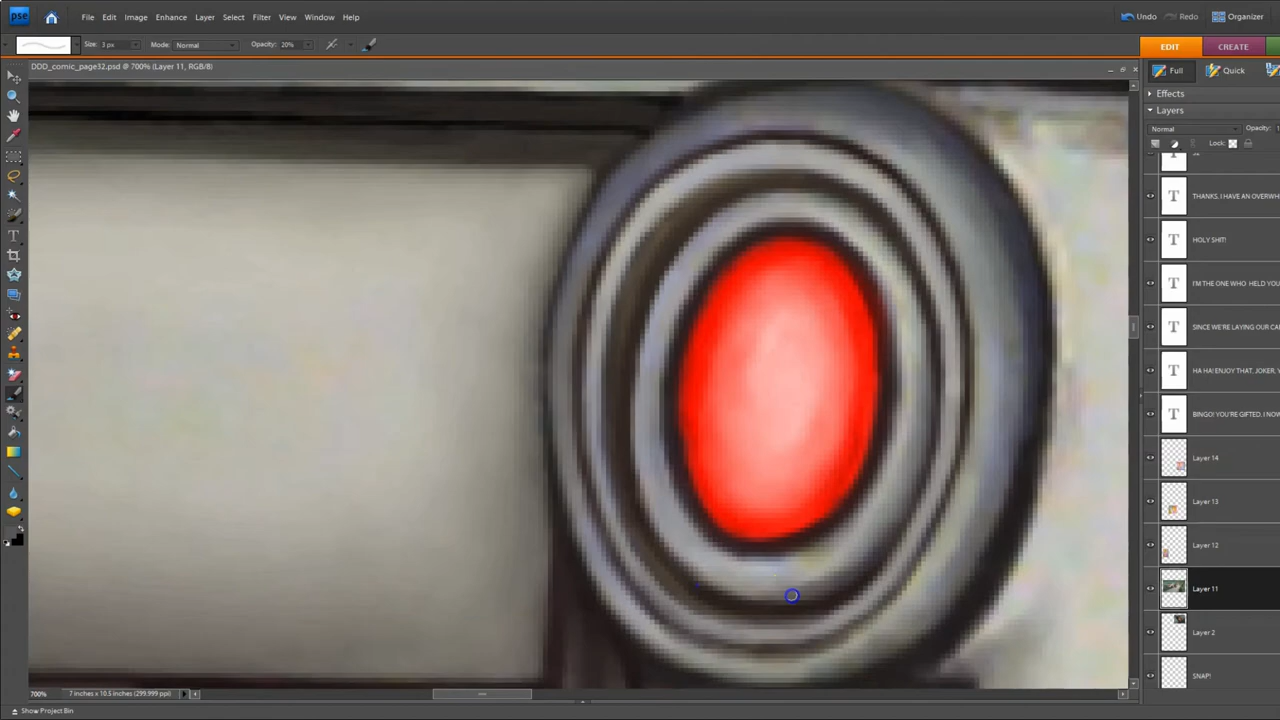 pse File Edit Image Enhance Layer Select Filter View Window Help Undo Redo Organizer
Size: 3 px Mode: Normal Opacity: 20% EDIT CREATE
DDD_comic_page32.psd @ 700% (Layer 11, RGB/8) Full Quick
Effects
Layers
Normal Opacity: 1
Lock:
THANKS, I HAVE AN OVERWH
HOLY SHIT!
I'M THE ONE WHO HELD YOU
SINCE WE'RE LAYING OUR CA
HA HA! ENJOY THAT, JOKER, Y
BINGO! YOU'RE GIFTED, I NOW
Layer 14
Layer 13
Layer 12
Layer 11
Layer 2
SNAP!
700% 7 inches x 10.5 inches (299.999 ppi)
Show Project Bin